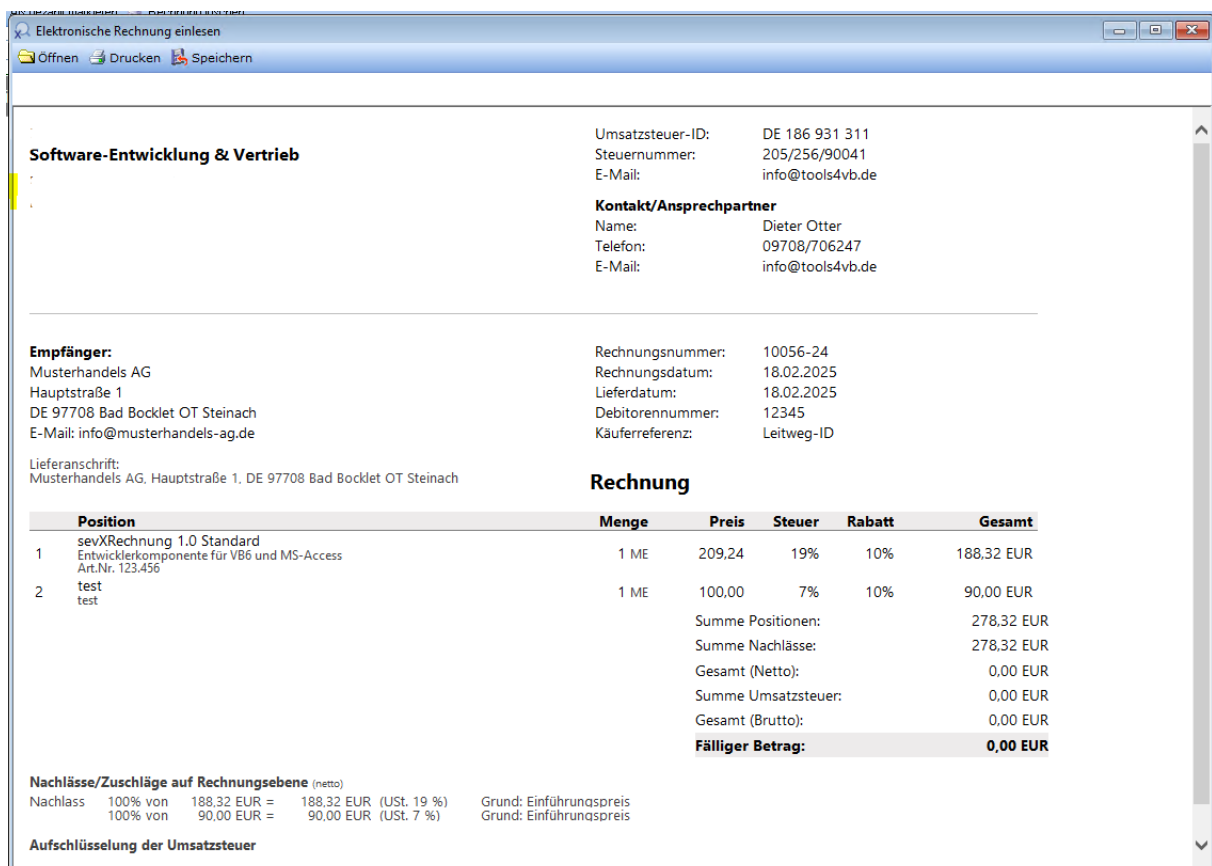 Elektronische Rechnung einlesen
Öffnen Drucken Speichern
Software-Entwicklung & Vertrieb
Umsatzsteuer-ID: DE 186 931 311
Steuernummer: 205/256/90041
E-Mail: info@tools4vb.de
Kontakt/Ansprechpartner
Name: Dieter Otter
Telefon: 09708/706247
E-Mail: info@tools4vb.de
Empfänger:
Musterhandels AG
Hauptstraße 1
DE 97708 Bad Bocklet OT Steinach
E-Mail: info@musterhandels-ag.de
Rechnungsnummer: 10056-24
Rechnungsdatum: 18.02.2025
Lieferdatum: 18.02.2025
Debitorennummer: 12345
Käuferreferenz: Leitweg-ID
Lieferanschrift:
Musterhandels AG, Hauptstraße 1, DE 97708 Bad Bocklet OT Steinach
Rechnung
Position Menge Preis Steuer Rabatt Gesamt
1 sevXRechnung 1.0 Standard 1 ME 209,24 19% 10% 188,32 EUR
Entwicklerkomponente für VB6 und MS-Access
Art.Nr. 123.456
2 test 1 ME 100,00 7% 10% 90,00 EUR
test
Summe Positionen: 278,32 EUR
Summe Nachlässe: 278,32 EUR
Gesamt (Netto): 0,00 EUR
Summe Umsatzsteuer: 0,00 EUR
Gesamt (Brutto): 0,00 EUR
Fälliger Betrag: 0,00 EUR
Nachlässe/Zuschläge auf Rechnungsebene (netto)
Nachlass 100% von 188,32 EUR = 188,32 EUR (USt. 19 %) Grund: Einführungspreis
100% von 90,00 EUR = 90,00 EUR (USt. 7 %) Grund: Einführungspreis
Aufschlüsselung der Umsatzsteuer